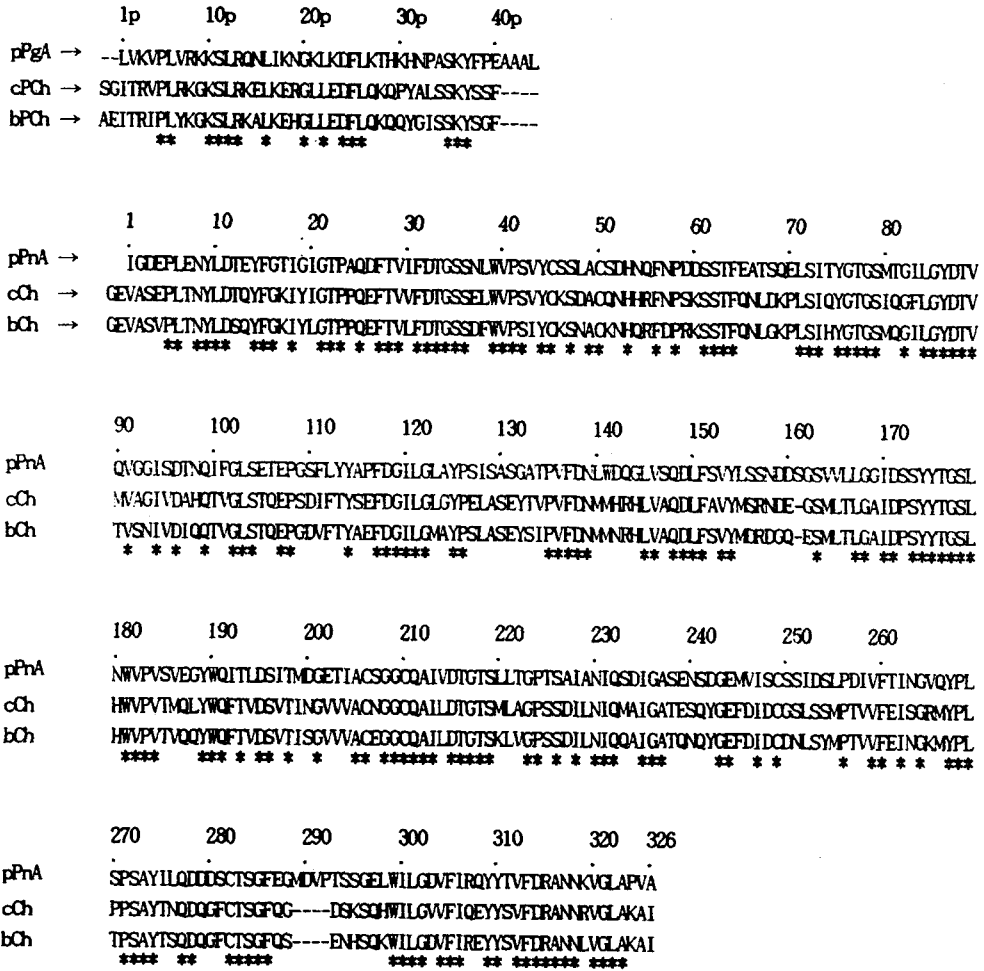 1p 10p 20p 30p 40p
pPgA → --LVKVPLVRKKSLRQNLIKNGKLKDFLKTHKHNPASKYFPEAAAL
cPCh → SGITRVPLRKGKSLRKELKERGLLEDFLQKQPYALSSKYSSF----
bPCh → AEITRIPLYKGKSLRKALKEHGLLEDFLQKQQYGISSKYSGF----
** **** * * * *** ***
1 10 20 30 40 50 60 70 80
pPnA → IGDEPLENYLDTEYFGTIGIGTPAQDFTVIFDTGSSNLWVPSVYCSSLACSDHNQFNPDDSSTFEATSQELSITYGTGSMTGILGYDTV
cCh → GEVASEPLTNYLDTQYFGKIYIGTPPQEFTVVFDTGSSELWVPSVYCKSDACQNHHRFNPSKSSTFQNLDKPLSIQYGTGSIQGFLGYDTV
bCh → GEVASVPLTNYLDSQYFGKIYLGTPPQEFTVLFDTGSSDFWVPSIYCKSNACKNHQRFDPRKSSTFQNLGKPLSIHYGTGSMQGILGYDTV
** **** *** * *** * *** ****** **** ** * ** * * * **** *** ***** * ******
90 100 110 120 130 140 150 160 170
pPnA QVGGISDTNQIFGLSETEPGSFLYYAPFDGILGLAYPSISASGATPVFDNLWDQGLVSQDLFSVYLSSNDDSGSVVLLGGIDSSYYTGSL
cCh MVAGIVDAHQTVGLSTQEPSDIFTYSEFDGILGLGYPELASEYTVPVFDNMMHRHLVAQDLFAVYMSRNDE-GSMLTLGAIDPSYYTGSL
bCh TVSNIVDIQQTVGLSTQEPGDVFTYAEFDGILGMAYPSLASEYSIPVFDNMMNRHLVAQDLFSVYMDRDGQ-ESMLTLGAIDPSYYTGSL
* * * * *** ** * ****** ** ***** ** **** ** * ** ** *******
180 190 200 210 220 230 240 250 260
pPnA NWVPVSVEGYWQITLDSITMDGETIACSGGCQAIVDTGTSLLTGPTSAIANIQSDIGASENSDGEMVISCSSIDSLPDIVFTINGVQYPL
cCh HWVPVTMQLYWQFTVDSVTINGVVVACNGGCQAILDTGTSMLAGPSSDILNIQMAIGATESQYGEFDIDCGSLSSMPTVVFEISGRMYPL
bCh HWVPVTVQQYWQFTVDSVTISGVVVACEGGCQAILDTGTSKLVGPSSDILNIQQAIGATQNQYGEFDIDCDNLSYMPTVVFEINGKMYPL
**** *** * ** * * ** ****** ***** ** * * *** *** ** * * * ** * * ***
270 280 290 300 310 320 326
pPnA SPSAYILQDDDSCTSGFEGMDVPTSSGELWILGDVFIRQYYTVFDRANNKVGLAPVA
cCh PPSAYTNQDQGFCTSGFQG----DSKSQHWILGVVFIQEYYSVFDRANNRVGLAKAI
bCh TPSAYTSQDQGFCTSGFQS----ENHSQKWILGDVFIREYYSVFDRANNLVGLAKAI
**** ** ***** **** *** ** ******* ****